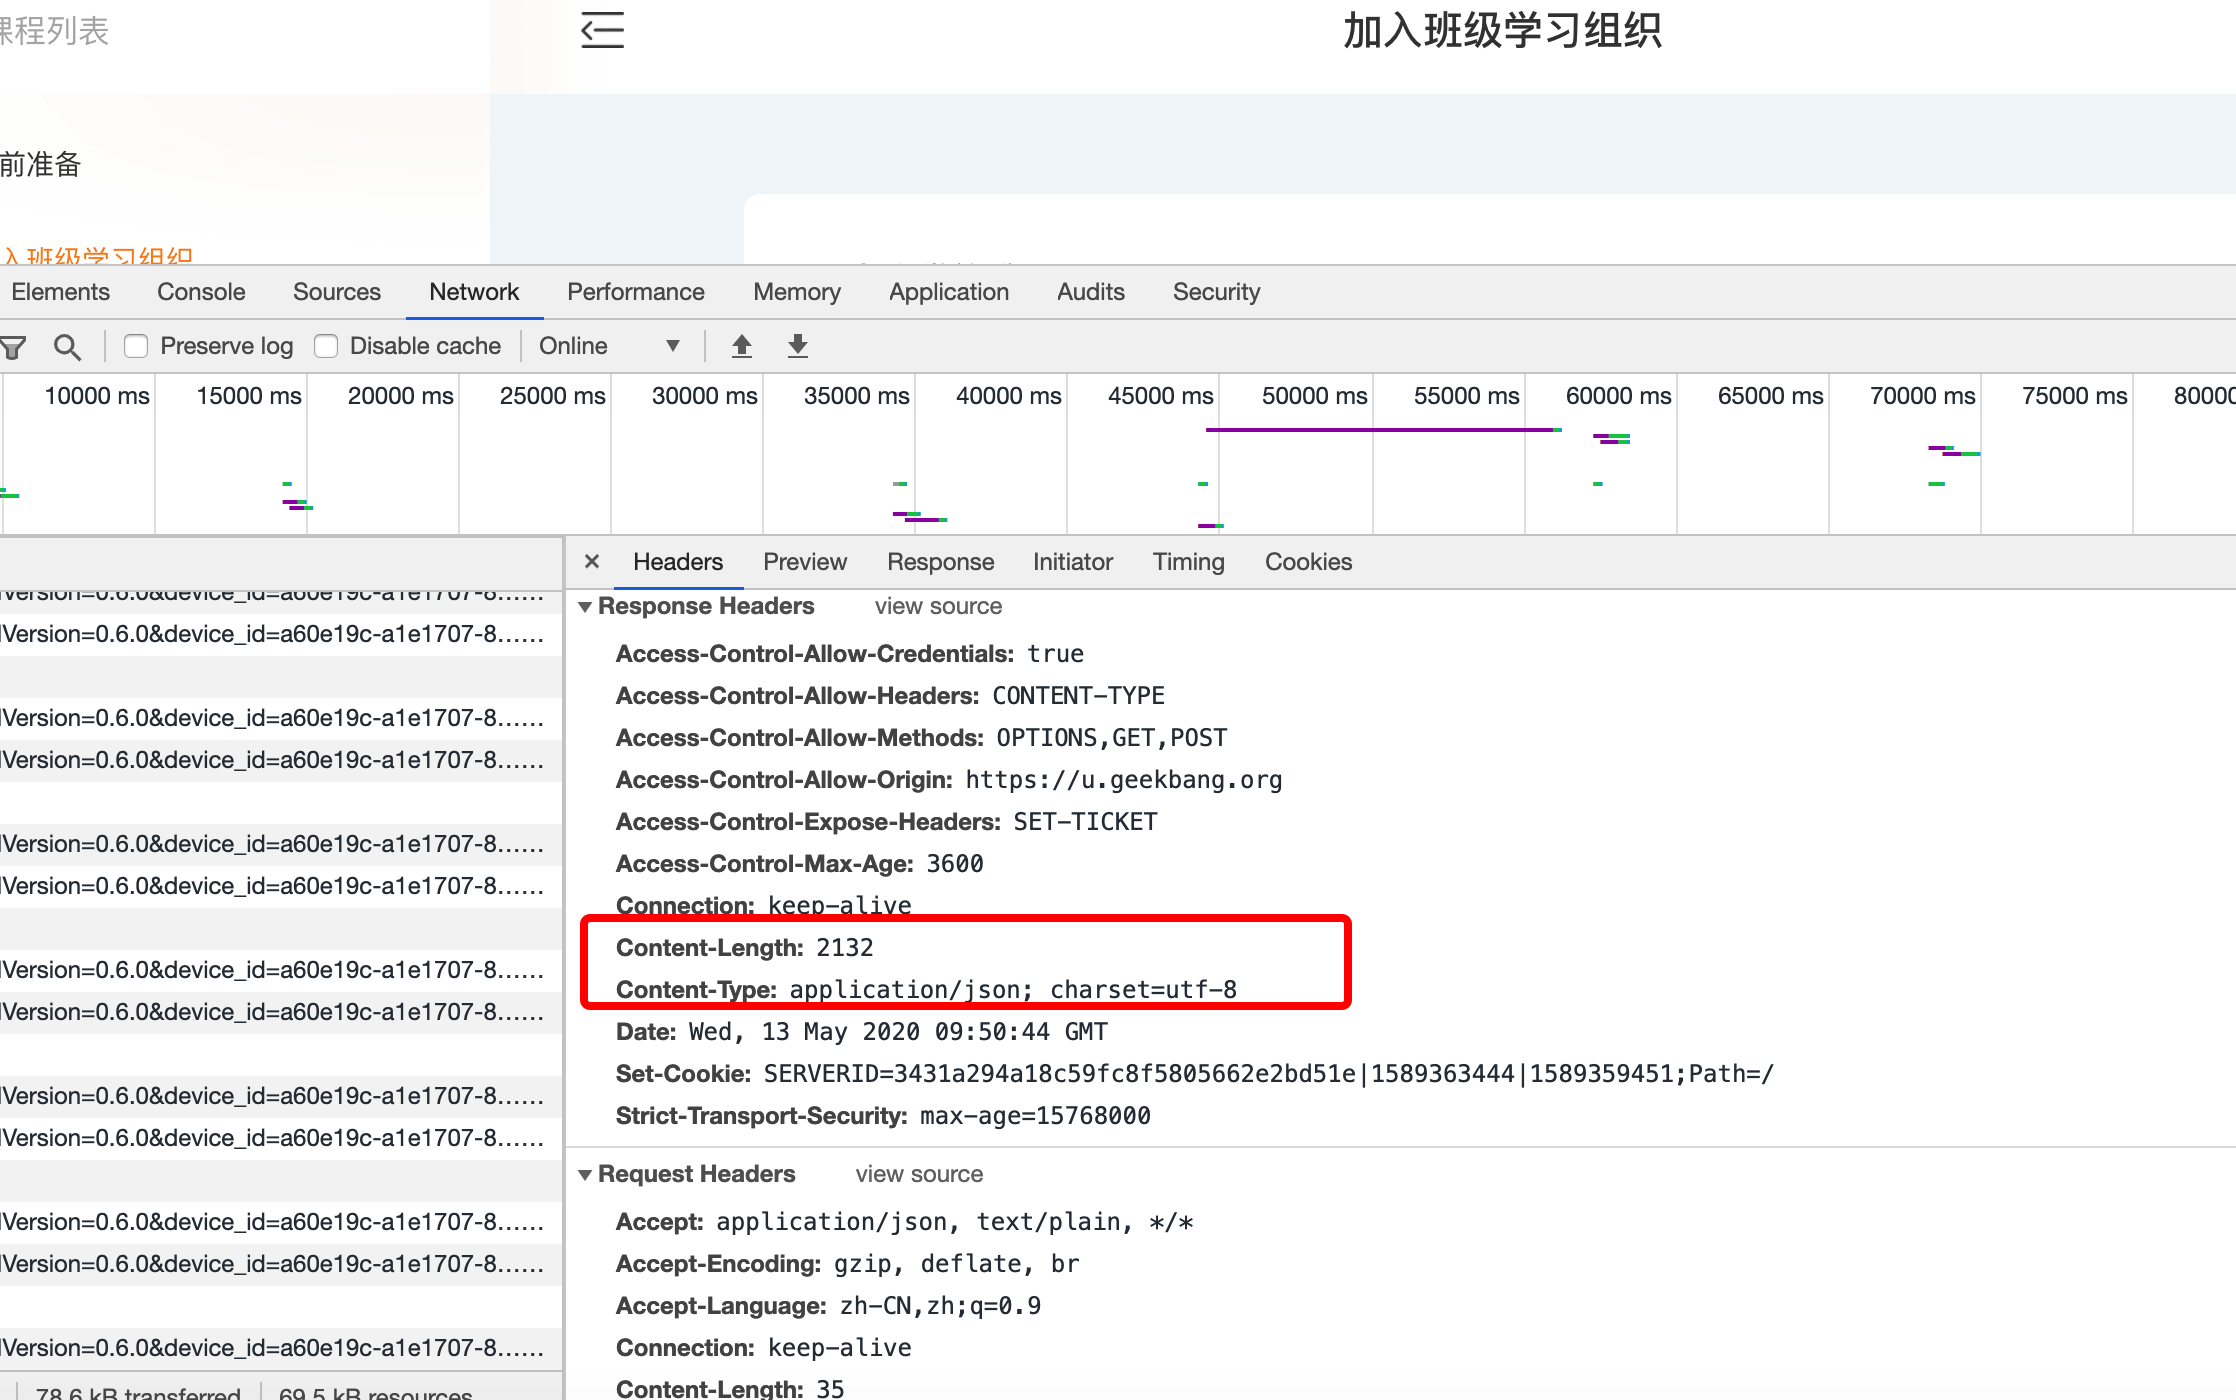 课程列表
加入班级学习组织
前准备
入班级学习组织
Elements Console Sources Network Performance Memory Application Audits Security
Preserve log Disable cache Online
10000 ms 15000 ms 20000 ms 25000 ms 30000 ms 35000 ms 40000 ms 45000 ms 50000 ms 55000 ms 60000 ms 65000 ms 70000 ms 75000 ms 80000
× Headers Preview Response Initiator Timing Cookies
Version=0.6.0&device_id=a60e19c-a1e1707-8......
Version=0.6.0&device_id=a60e19c-a1e1707-8......
Version=0.6.0&device_id=a60e19c-a1e1707-8......
Version=0.6.0&device_id=a60e19c-a1e1707-8......
Version=0.6.0&device_id=a60e19c-a1e1707-8......
Version=0.6.0&device_id=a60e19c-a1e1707-8......
Version=0.6.0&device_id=a60e19c-a1e1707-8......
Version=0.6.0&device_id=a60e19c-a1e1707-8......
Version=0.6.0&device_id=a60e19c-a1e1707-8......
Version=0.6.0&device_id=a60e19c-a1e1707-8......
Version=0.6.0&device_id=a60e19c-a1e1707-8......
Version=0.6.0&device_id=a60e19c-a1e1707-8......
Version=0.6.0&device_id=a60e19c-a1e1707-8......
78.6 kB transferred 69.5 kB resources
Response Headers view source
Access-Control-Allow-Credentials: true
Access-Control-Allow-Headers: CONTENT-TYPE
Access-Control-Allow-Methods: OPTIONS,GET,POST
Access-Control-Allow-Origin: https://u.geekbang.org
Access-Control-Expose-Headers: SET-TICKET
Access-Control-Max-Age: 3600
Connection: keep-alive
Content-Length: 2132
Content-Type: application/json; charset=utf-8
Date: Wed, 13 May 2020 09:50:44 GMT
Set-Cookie: SERVERID=3431a294a18c59fc8f5805662e2bd51e|1589363444|1589359451;Path=/
Strict-Transport-Security: max-age=15768000
Request Headers view source
Accept: application/json, text/plain, */*
Accept-Encoding: gzip, deflate, br
Accept-Language: zh-CN,zh;q=0.9
Connection: keep-alive
Content-Length: 35